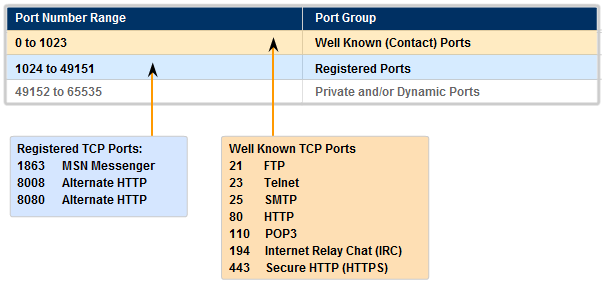 Port Number Range Port Group
0 to 1023 Well Known (Contact) Ports
1024 to 49151 Registered Ports
49152 to 65535 Private and/or Dynamic Ports
Registered TCP Ports:
1863 MSN Messenger
8008 Alternate HTTP
8080 Alternate HTTP
Well Known TCP Ports
21 FTP
23 Telnet
25 SMTP
80 HTTP
110 POP3
194 Internet Relay Chat (IRC)
443 Secure HTTP (HTTPS)